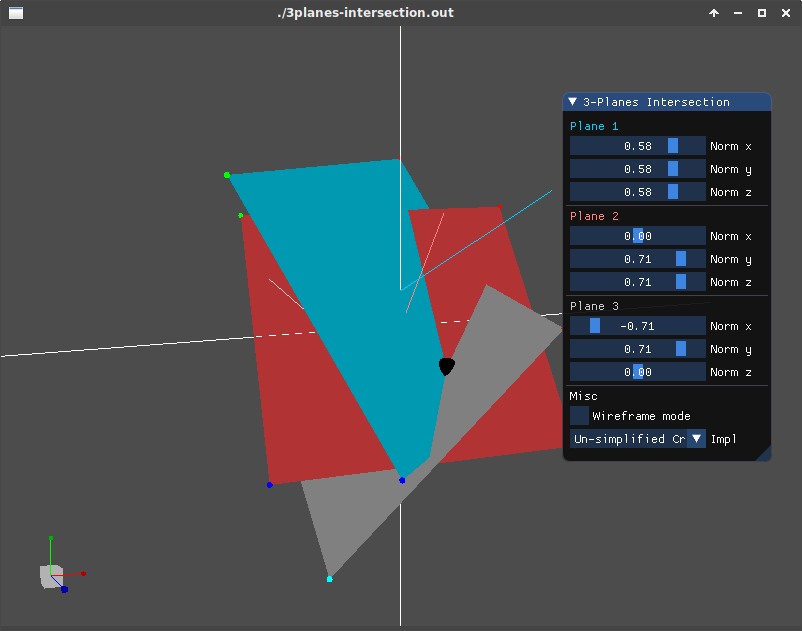 ./3planes-intersection.out
3-Planes Intersection
Plane 1
0.58 Norm x
0.58 Norm y
0.58 Norm z
Plane 2
0.00 Norm x
0.71 Norm y
0.71 Norm z
Plane 3
-0.71 Norm x
0.71 Norm y
0.00 Norm z
Misc
Wireframe mode
Un-simplified Cr Impl